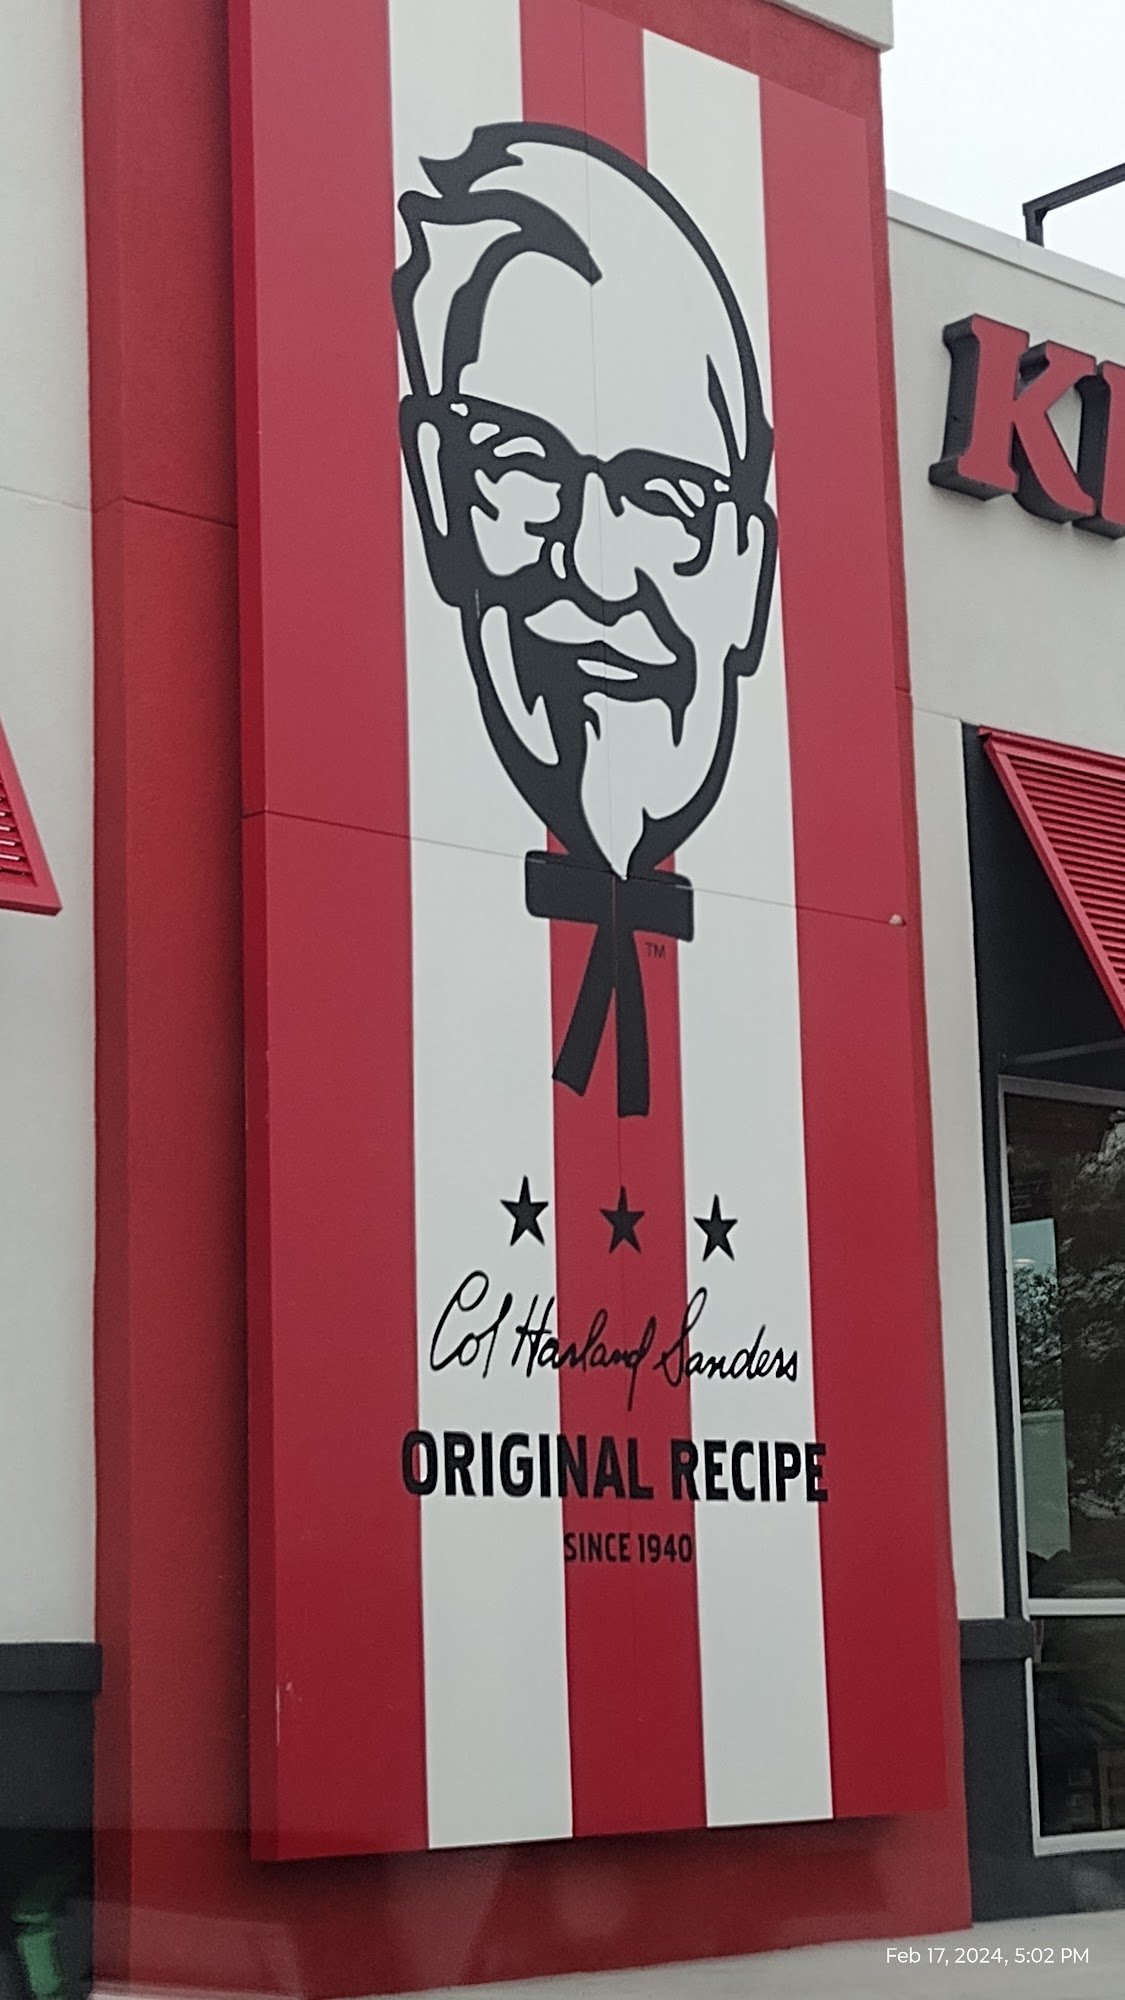 K
TM
Col Harland Sanders
ORIGINAL RECIPE
SINCE 1940
Feb 17, 2024, 5:02 PM